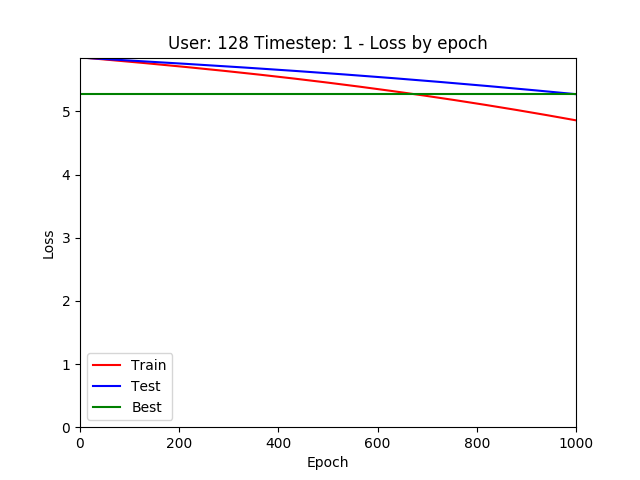 User: 128 Timestep: 1 - Loss by epoch
5
4
3
2
1
0
Loss
Train
Test
Best
0 200 400 600 800 1000
Epoch